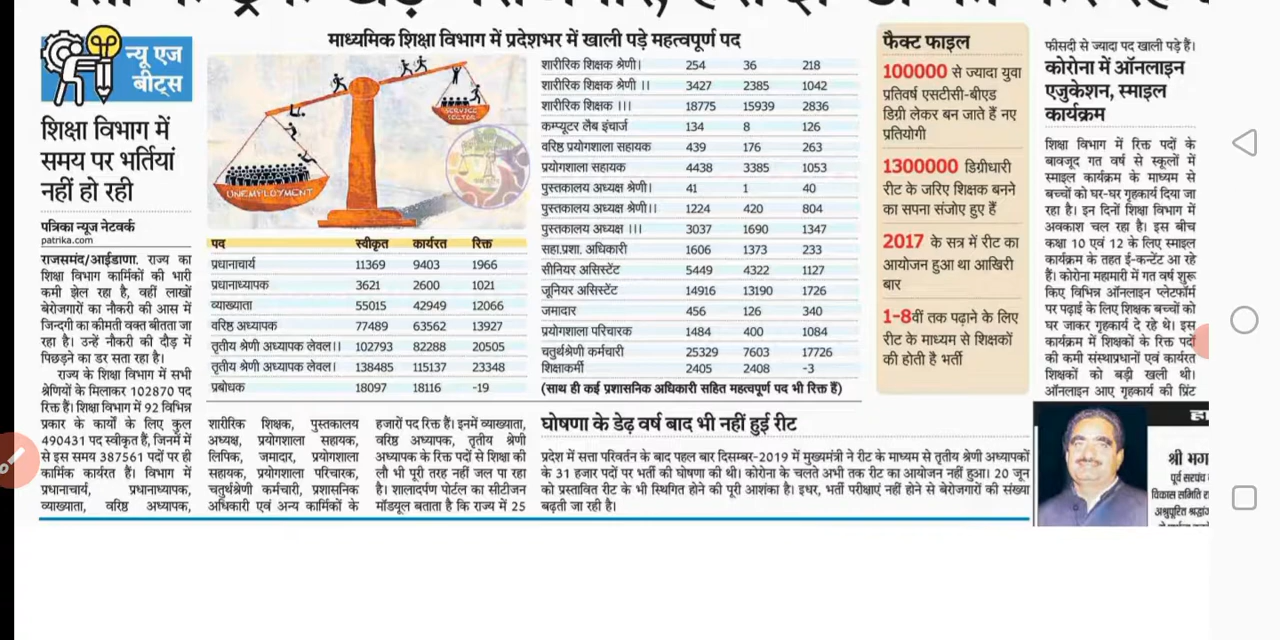 न्यू एज
बीट्स
शिक्षा विभाग में
समय पर भर्तियां
नहीं हो रही
पत्रिका न्यूज नेटवर्क
patrika.com
राजसमंद/आईडाणा. राज्य का
शिक्षा विभाग कार्मिकों की भारी
कमी झेल रहा है, वहीं लाखों
बेरोजगारों का नौकरी की आस में
जिन्दगी का कीमती वक्त बीतता जा
रहा है। उन्हें नौकरी की दौड़ में
पिछड़ने का डर सता रहा है।
राज्य के शिक्षा विभाग में सभी
श्रेणियों के मिलाकर 102870 पद
रिक्त हैं। शिक्षा विभाग में 92 विभिन्न
प्रकार के कार्यों के लिए कुल
490431 पद स्वीकृत हैं, जिनमें में
से इस समय 387561 पदों पर ही
कार्मिक कार्यरत हैं। विभाग में
प्रधानाचार्य, प्रधानाध्यापक,
व्याख्याता, वरिष्ठ अध्यापक,
माध्यमिक शिक्षा विभाग में प्रदेशभर में खाली पड़े महत्वपूर्ण पद
SERVICE
SECTOR
UNEMPLOYMENT
पद स्वीकृत कार्यरत रिक्त
प्रधानाचार्य 11369 9403 1966
प्रधानाध्यापक 3621 2600 1021
व्याख्याता 55015 42949 12066
वरिष्ठ अध्यापक 77489 63562 13927
तृतीय श्रेणी अध्यापक लेवल।। 102793 82288 20505
तृतीय श्रेणी अध्यापक लेवल। 138485 115137 23348
प्रबोधक 18097 18116 -19
शारीरिक शिक्षक श्रेणी। 254 36 218
शारीरिक शिक्षक श्रेणी ।। 3427 2385 1042
शारीरिक शिक्षक ।।। 18775 15939 2836
कम्प्यूटर लैब इंचार्ज 134 8 126
वरिष्ठ प्रयोगशाला सहायक 439 176 263
प्रयोगशाला सहायक 4438 3385 1053
पुस्तकालय अध्यक्ष श्रेणी। 41 1 40
पुस्तकालय अध्यक्ष श्रेणी।। 1224 420 804
पुस्तकालय अध्यक्ष ।।। 3037 1690 1347
सहा.प्रशा. अधिकारी 1606 1373 233
सीनियर असिस्टेंट 5449 4322 1127
जूनियर असिस्टेंट 14916 13190 1726
जमादार 456 126 340
प्रयोगशाला परिचारक 1484 400 1084
चतुर्थश्रेणी कर्मचारी 25329 7603 17726
शिक्षाकर्मी 2405 2408 -3
(साथ ही कई प्रशासनिक अधिकारी सहित महत्वपूर्ण पद भी रिक्त हैं)
शारीरिक शिक्षक, पुस्तकालय
अध्यक्ष, प्रयोगशाला सहायक,
लिपिक, जमादार, प्रयोगशाला
सहायक, प्रयोगशाला परिचारक,
चतुर्थश्रेणी कर्मचारी, प्रशासनिक
अधिकारी एवं अन्य कार्मिकों के
हजारों पद रिक्त हैं। इनमें व्याख्याता,
वरिष्ठ अध्यापक, तृतीय श्रेणी
अध्यापक के रिक्त पदों से शिक्षा की
लौ भी पूरी तरह नहीं जल पा रहा
है। शालादर्पण पोर्टल का सीटीजन
मॉडयूल बताता है कि राज्य में 25
घोषणा के डेढ़ वर्ष बाद भी नहीं हुई रीट
प्रदेश में सत्ता परिवर्तन के बाद पहल बार दिसम्बर-2019 में मुख्यमंत्री ने रीट के माध्यम से तृतीय श्रेणी अध्यापकों
के 31 हजार पदों पर भर्ती की घोषणा की थी। कोरोना के चलते अभी तक रीट का आयोजन नहीं हुआ। 20 जून
को प्रस्तावित रीट के भी स्थिगित होने की पूरी आशंका है। इधर, भर्ती परीक्षाएं नहीं होने से बेरोजगारों की संख्या
बढ़ती जा रही है।
फैक्ट फाइल
100000 से ज्यादा युवा
प्रतिवर्ष एसटीसी-बीएड
डिग्री लेकर बन जाते हैं नए
प्रतियोगी
1300000 डिग्रीधारी
रीट के जरिए शिक्षक बनने
का सपना संजोए हुए हैं
2017 के सत्र में रीट का
आयोजन हुआ था आखिरी
बार
1-8वीं तक पढ़ाने के लिए
रीट के माध्यम से शिक्षकों
की होती है भर्ती
फीसदी से ज्यादा पद खाली पड़े हैं।
कोरोना में ऑनलाइन
एजुकेशन, स्माइल
कार्यक्रम
शिक्षा विभाग में रिक्त पदों के
बावजूद गत वर्ष से स्कूलों में
स्माइल कार्यक्रम के माध्यम से
बच्चों को घर-घर गृहकार्य दिया जा
रहा है। इन दिनों शिक्षा विभाग में
अवकाश चल रहा है। इस बीच
कक्षा 10 एवं 12 के लिए स्माइल
कार्यक्रम के तहत ई-कन्टेंट आ रहे
हैं। कोरोना महामारी में गत वर्ष शुरू
किए विभिन्न ऑनलाइन प्लेटफॉर्म
पर पढ़ाई के लिए शिक्षक बच्चों को
घर जाकर गृहकार्य दे रहे थे। इस
कार्यक्रम में शिक्षकों के रिक्त पदों
की कमी संस्थाप्रधानों एवं कार्यरत
शिक्षकों को बड़ी खली थी।
ऑनलाइन आए गृहकार्य की प्रिंट
श्री भग
पूर्व सरपंच
विकास समिति
अश्रुपूरित श्रद्धां